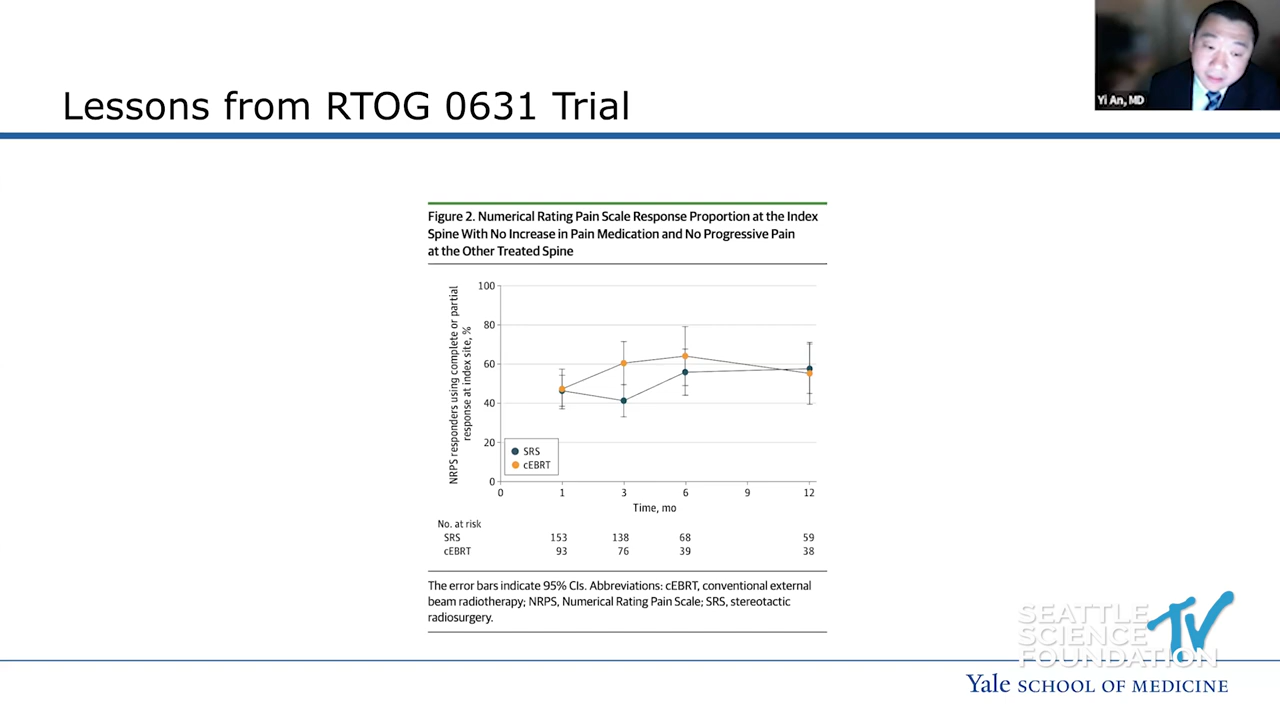 Yi An, MD
Lessons from RTOG 0631 Trial
Figure 2. Numerical Rating Pain Scale Response Proportion at the Index
Spine With No Increase in Pain Medication and No Progressive Pain
at the Other Treated Spine
NRPS responders using complete or partial
response at index site, %
100
80
60
40
20
0
SRS
cEBRT
0 1 3 6 9 12
Time, mo
No. at risk
SRS 153 138 68 59
cEBRT 93 76 39 38
The error bars indicate 95% CIs. Abbreviations: cEBRT, conventional external
beam radiotherapy; NRPS, Numerical Rating Pain Scale; SRS, stereotactic
radiosurgery.
SEATTLE
SCIENCE
FOUNDATION
TV
Yale SCHOOL OF MEDICINE